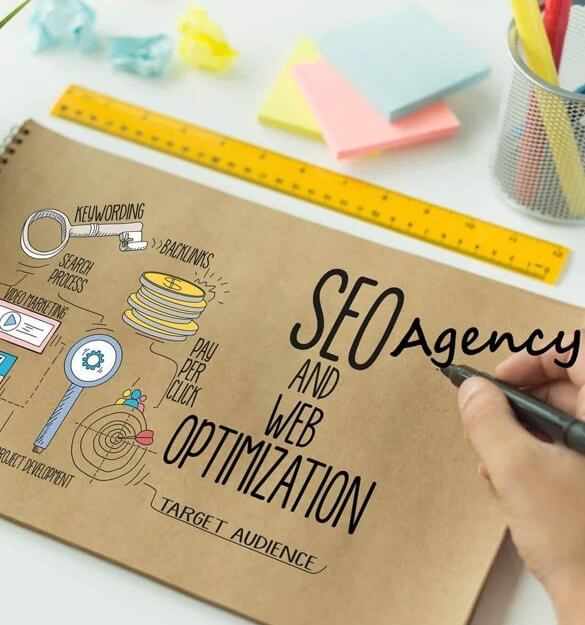 KEYWORDING
BACKLINKS
SEARCH
PROCESS
VIDEO MARKETING
PAY
PER
CLICK
PROJECT DEVELOPMENT
TARGET AUDIENCE
SEO Agency
AND
WEB
OPTIMIZATION